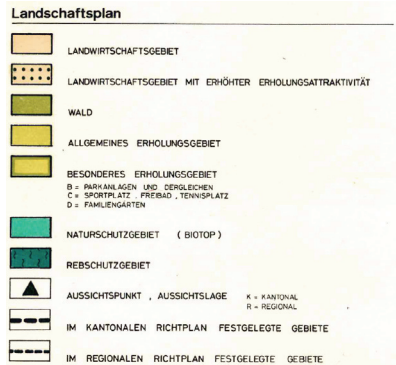 Landschaftsplan
LANDWIRTSCHAFTSGEBIET
LANDWIRTSCHAFTSGEBIET MIT ERHÖHTER ERHOLUNGSATTRAKTIVITÄT
WALD
ALLGEMEINES ERHOLUNGSGEBIET
BESONDERES ERHOLUNGSGEBIET
B = PARKANLAGEN UND DERGLEICHEN
C = SPORTPLATZ , FREIBAD , TENNISPLATZ
D = FAMILIENGÄRTEN
NATURSCHUTZGEBIET ( BIOTOP )
REBSCHUTZGEBIET
AUSSICHTSPUNKT , AUSSICHTSLAGE K = KANTONAL
R = REGIONAL
IM KANTONALEN RICHTPLAN FESTGELEGTE GEBIETE
IM REGIONALEN RICHTPLAN FESTGELEGTE GEBIETE